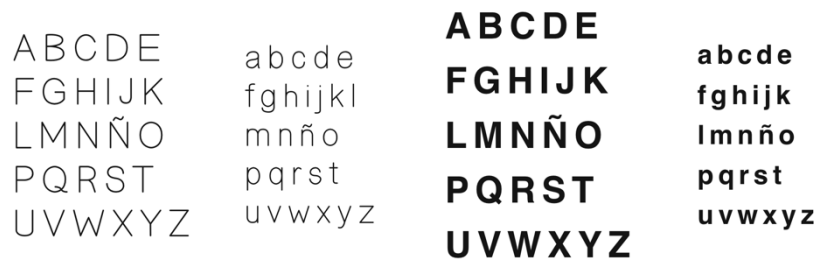 ABCDE
FGHIJK
LMNÑO
PQRST
UVWXYZ
abcde
fghijkl
mnño
pqrst
uvwxyz
ABCDE
FGHIJK
LMNÑO
PQRST
UVWXYZ
abcde
fghijk
lmnño
pqrst
uvwxyz